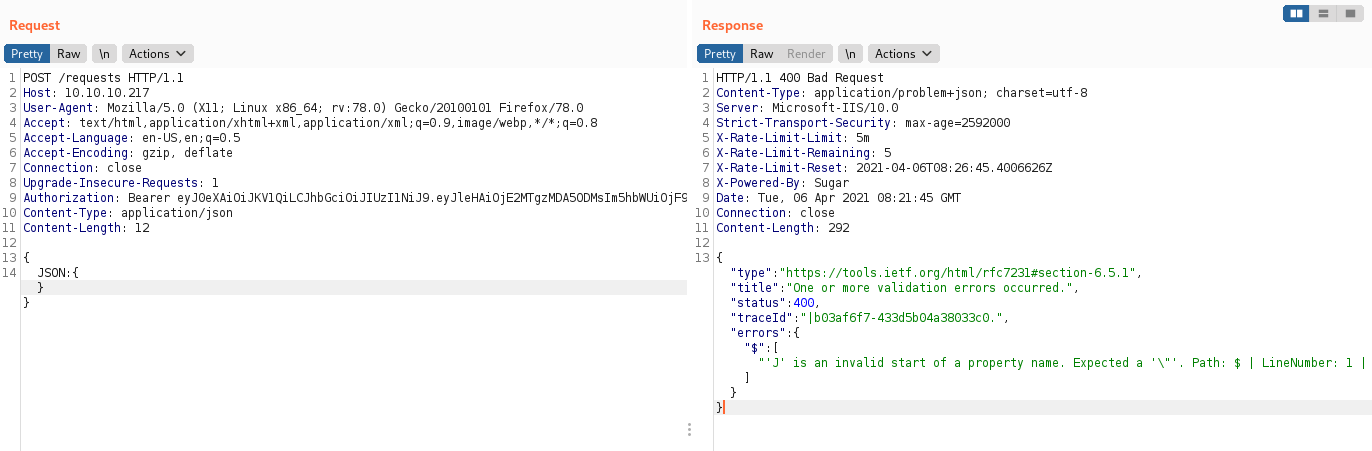 Request
Pretty Raw \n Actions
1 POST /requests HTTP/1.1
2 Host: 10.10.10.217
3 User-Agent: Mozilla/5.0 (X11; Linux x86_64; rv:78.0) Gecko/20100101 Firefox/78.0
4 Accept: text/html,application/xhtml+xml,application/xml;q=0.9,image/webp,*/*;q=0.8
5 Accept-Language: en-US,en;q=0.5
6 Accept-Encoding: gzip, deflate
7 Connection: close
8 Upgrade-Insecure-Requests: 1
9 Authorization: Bearer eyJ0eXAiOiJKV1QiLCJhbGciOiJIUzI1NiJ9.eyJleHAiOjE2MTgzMDA5ODMsIm5hbWUiOjF9
10 Content-Type: application/json
11 Content-Length: 12
12
13 {
14 JSON:{
}
}
Response
Pretty Raw Render \n Actions
1 HTTP/1.1 400 Bad Request
2 Content-Type: application/problem+json; charset=utf-8
3 Server: Microsoft-IIS/10.0
4 Strict-Transport-Security: max-age=2592000
5 X-Rate-Limit-Limit: 5m
6 X-Rate-Limit-Remaining: 5
7 X-Rate-Limit-Reset: 2021-04-06T08:26:45.4006626Z
8 X-Powered-By: Sugar
9 Date: Tue, 06 Apr 2021 08:21:45 GMT
10 Connection: close
11 Content-Length: 292
12
13 {
"type":"https://tools.ietf.org/html/rfc7231#section-6.5.1",
"title":"One or more validation errors occurred.",
"status":400,
"traceId":"|b03af6f7-433d5b04a38033c0.",
"errors":{
"$":[
"'J' is an invalid start of a property name. Expected a '\"'. Path: $ | LineNumber: 1 |
]
}
}